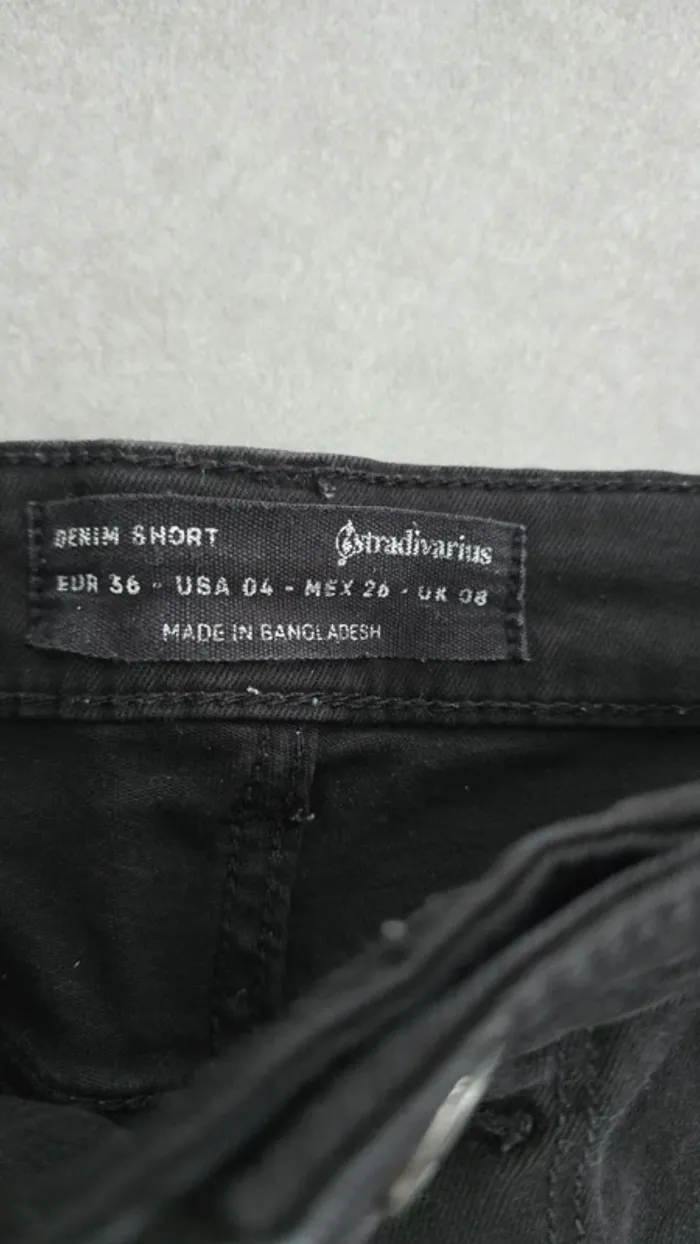 DENIM SHORT stradivarius
EUR 36 - USA 04 - MEX 26 - UK 08
MADE IN BANGLADESH